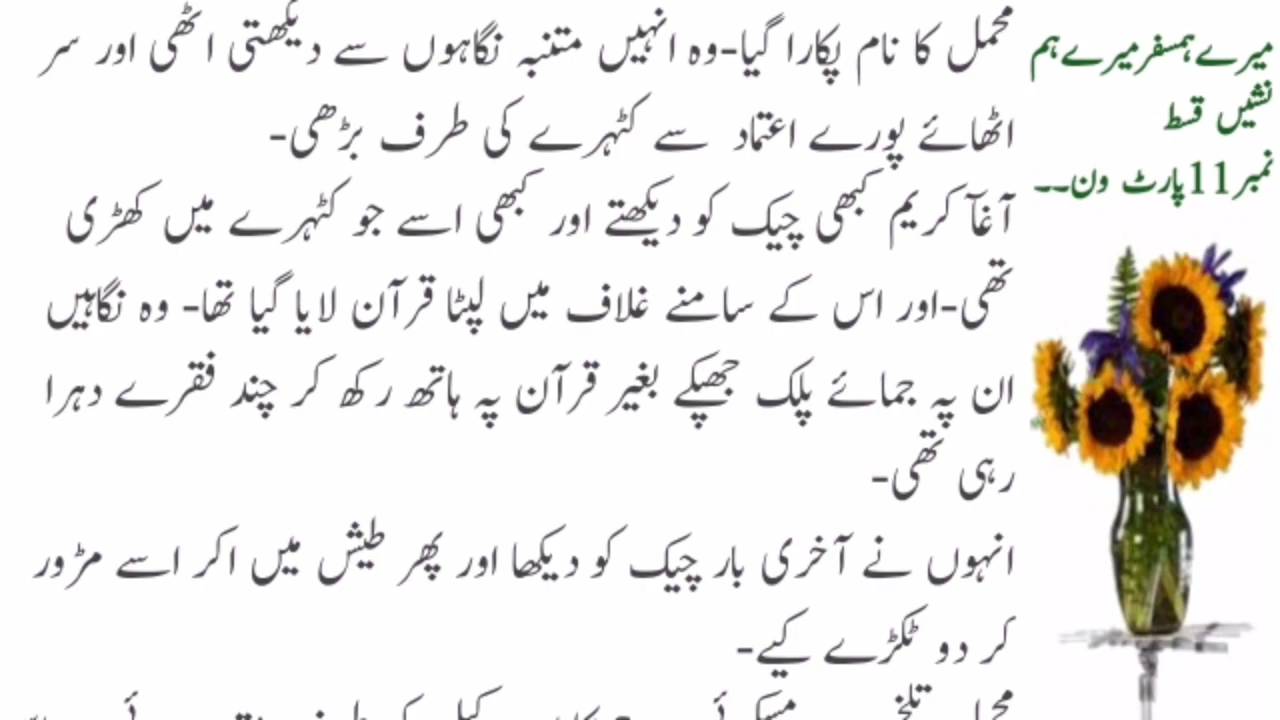 محمل کا نام پکارا گیا-وہ انہیں متنبہ نگاہوں سے دیکھتی اٹھی اور سر
اٹھائے پورے اعتماد سے کٹہرے کی طرف بڑھی-
آغآ کریم کبھی چیک کو دیکھتے اور کبھی اسے جو کٹہرے میں کھڑی
تھی-اور اس کے سامنے غلاف میں لپٹا قرآن لایا گیا تھا- وہ نگاہیں
ان پہ جمائے پلک جھپکے بغیر قرآن پہ ہاتھ رکھ کر چند فقرے دہرا
رہی تھی-
انہوں نے آخری بار چیک کو دیکھا اور پھر طیش میں اکر اسے مڑور
کر دو ٹکڑے کیے-
میرے ہمسفر میرے ہم
نشیں قسط
نمبر11پارٹ ون--